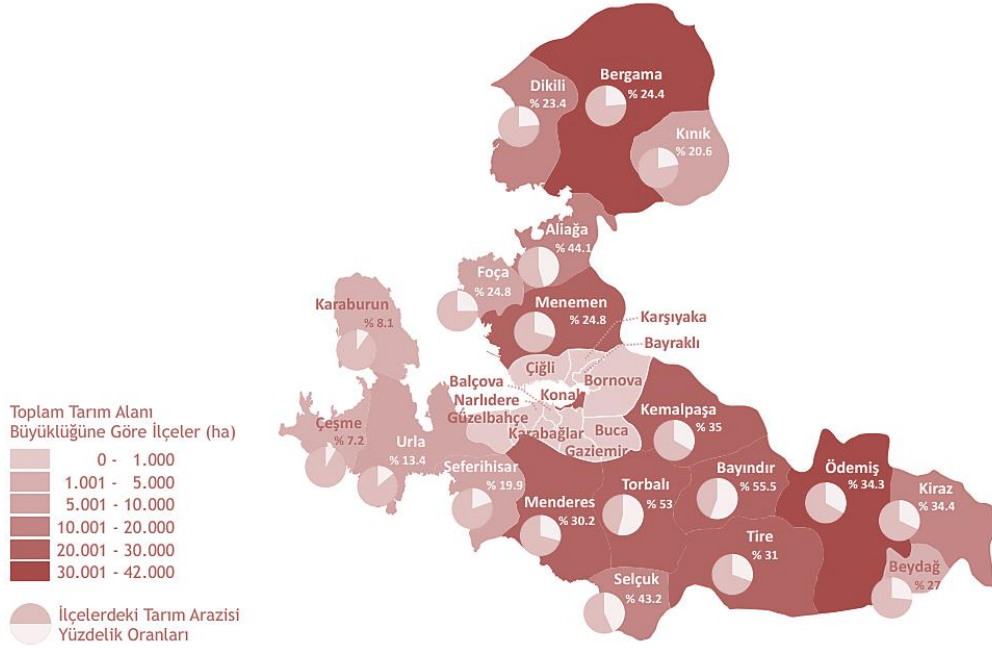 Bergama
% 24.4
Dikili
% 23.4
Kınık
% 20.6
Aliağa
% 44.1
Foça
% 24.8
Menemen
% 24.8
Karaburun
% 8.1
Karşıyaka
Bayraklı
Çiğli
Bornova
Balçova
Konak
Narlıdere
Güzelbahçe
Karabağlar
Buca
Gaziemir
Kemalpaşa
% 35
Çeşme
% 7.2
Urla
% 13.4
Seferihisar
% 19.9
Menderes
% 30.2
Torbalı
% 53
Bayındır
% 55.5
Ödemiş
% 34.3
Kiraz
% 34.4
Tire
% 31
Beydağ
% 27
Selçuk
% 43.2
Toplam Tarım Alanı
Büyüklüğüne Göre İlçeler (ha)
0 - 1.000
1.001 - 5.000
5.001 - 10.000
10.001 - 20.000
20.001 - 30.000
30.001 - 42.000
İlçelerdeki Tarım Arazisi
Yüzdelik Oranları